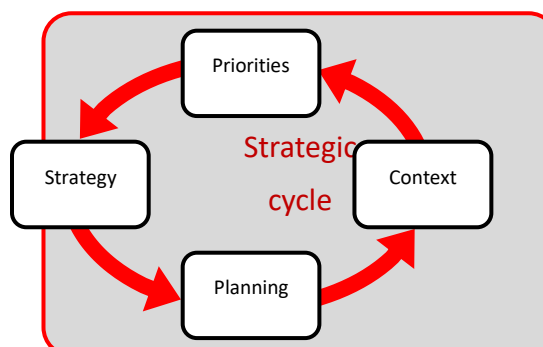 Priorities
Strategic
cycle
Strategy
Context
Planning